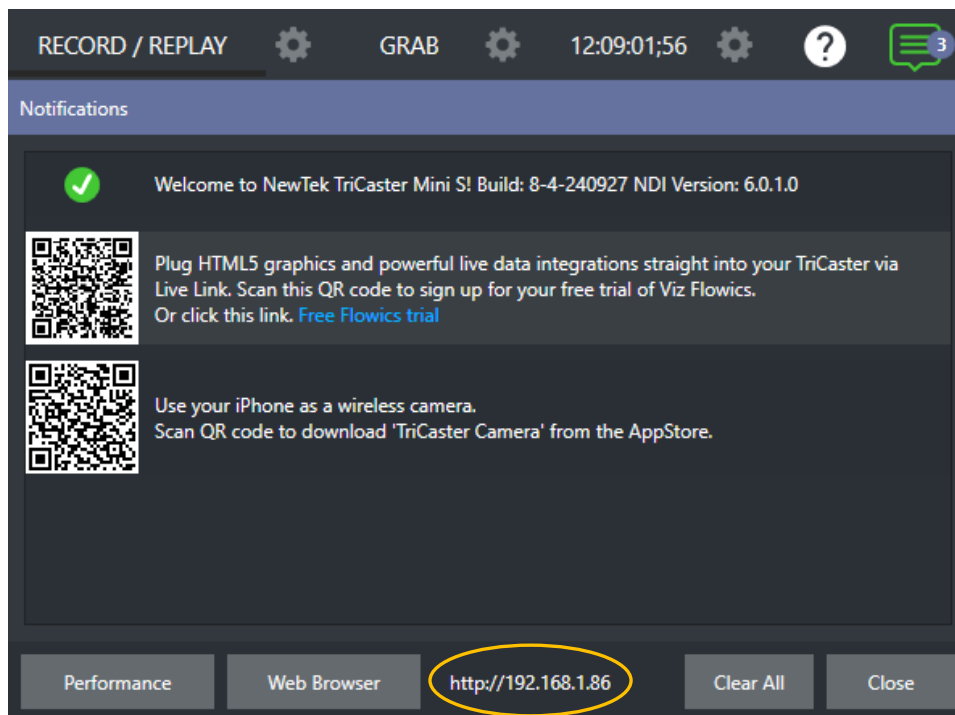 RECORD / REPLAY GRAB 12:09:01;56 ? 3
Notifications
Welcome to NewTek TriCaster Mini S! Build: 8-4-240927 NDI Version: 6.0.1.0
Plug HTML5 graphics and powerful live data integrations straight into your TriCaster via
Live Link. Scan this QR code to sign up for your free trial of Viz Flowics.
Or click this link. Free Flowics trial
Use your iPhone as a wireless camera.
Scan QR code to download 'TriCaster Camera' from the AppStore.
Performance Web Browser http://192.168.1.86 Clear All Close